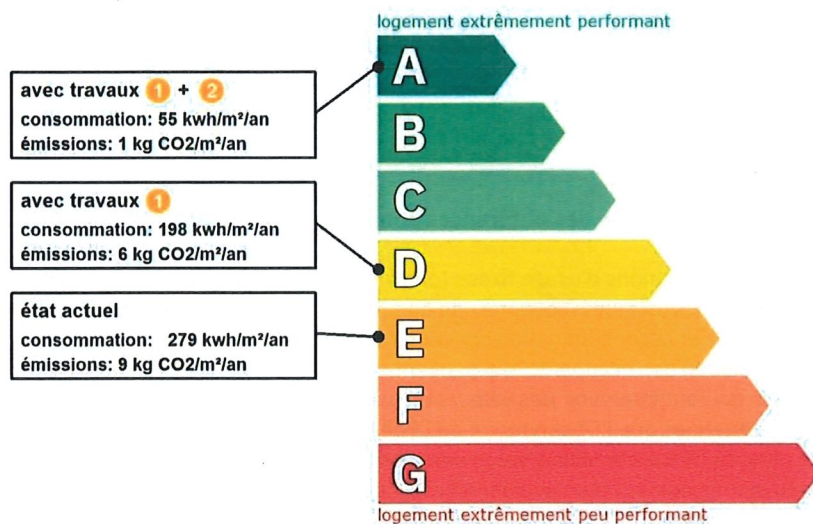 logement extrêmement performant
A
avec travaux 1 + 2
consommation: 55 kwh/m²/an
émissions: 1 kg CO2/m²/an
B
C
avec travaux 1
consommation: 198 kwh/m²/an
émissions: 6 kg CO2/m²/an
D
état actuel
consommation: 279 kwh/m²/an
émissions: 9 kg CO2/m²/an
E
F
G
logement extrêmement peu performant